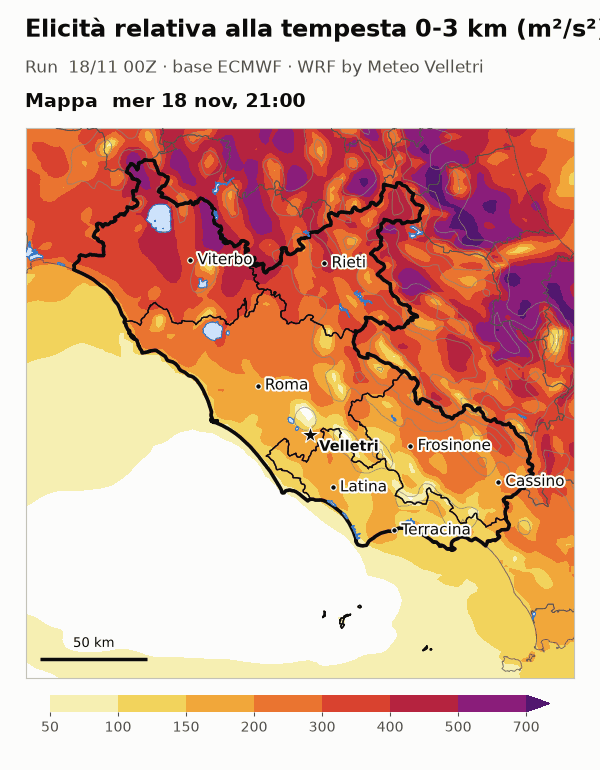 Elicità relativa alla tempesta 0-3 km (m²/s²)
Run 18/11 00Z · base ECMWF · WRF by Meteo Velletri
Mappa mer 18 nov, 21:00
Viterbo
Rieti
Roma
Velletri
Frosinone
Latina
Cassino
Terracina
50 km
50 100 150 200 300 400 500 700